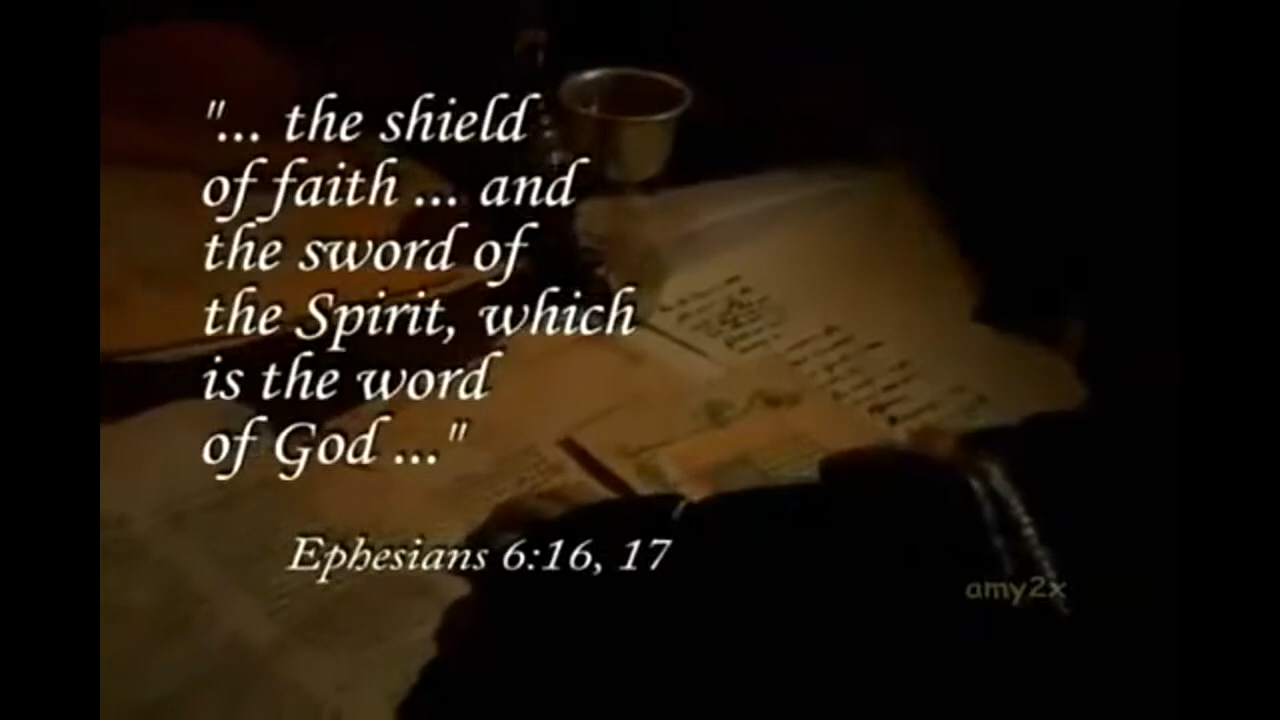 "... the shield
of faith ... and
the sword of
the Spirit, which
is the word
of God ..."
Ephesians 6:16, 17
amy2x